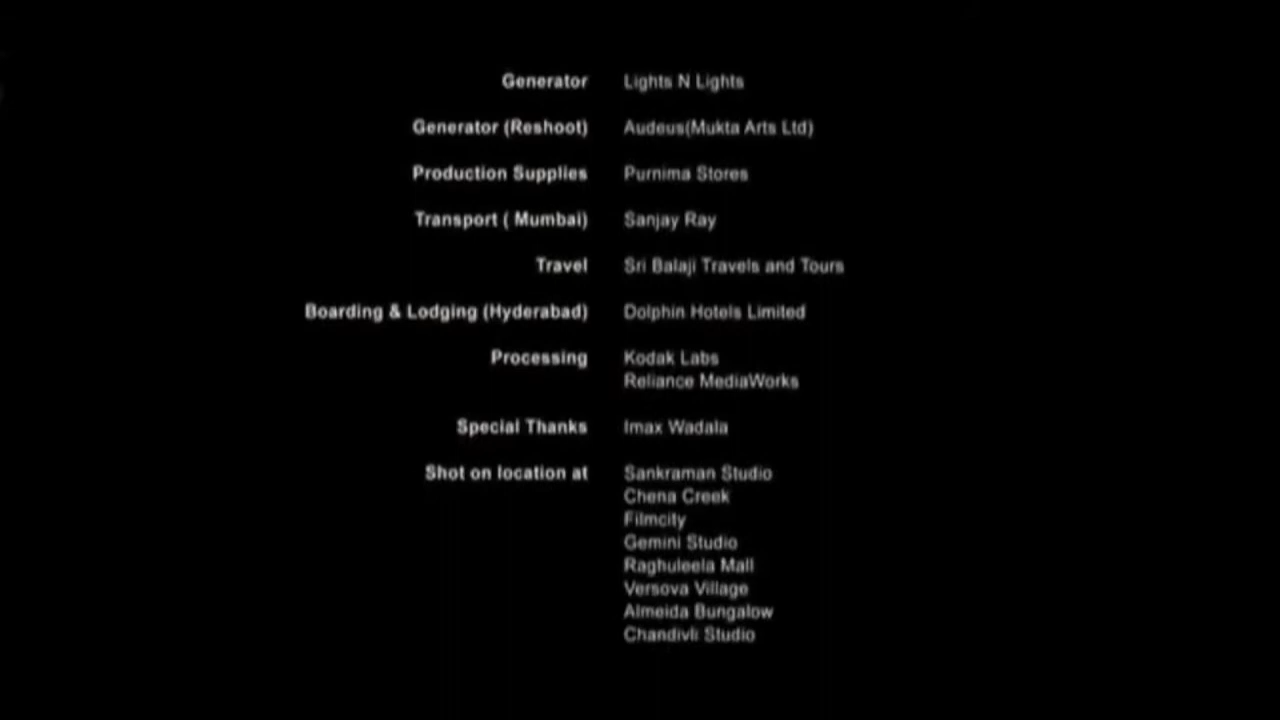 Generator Lights N Lights
Generator (Reshoot) Audeus(Mukta Arts Ltd)
Production Supplies Purnima Stores
Transport ( Mumbai) Sanjay Ray
Travel Sri Balaji Travels and Tours
Boarding & Lodging (Hyderabad) Dolphin Hotels Limited
Processing Kodak Labs
Reliance MediaWorks
Special Thanks Imax Wadala
Shot on location at Sankraman Studio
Chena Creek
Filmcity
Gemini Studio
Raghuleela Mall
Versova Village
Almeida Bungalow
Chandivli Studio